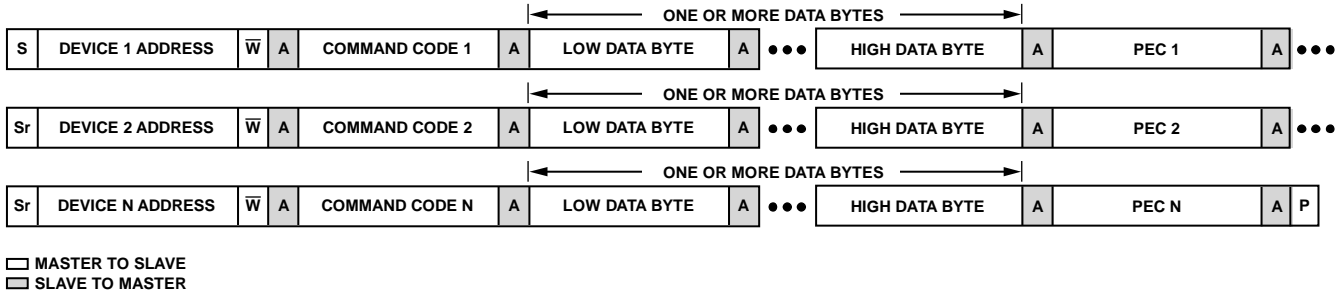 ONE OR MORE DATA BYTES
S DEVICE 1 ADDRESS W̅ A COMMAND CODE 1 A LOW DATA BYTE A ••• HIGH DATA BYTE A PEC 1 A •••
ONE OR MORE DATA BYTES
Sr DEVICE 2 ADDRESS W̅ A COMMAND CODE 2 A LOW DATA BYTE A ••• HIGH DATA BYTE A PEC 2 A •••
ONE OR MORE DATA BYTES
Sr DEVICE N ADDRESS W̅ A COMMAND CODE N A LOW DATA BYTE A ••• HIGH DATA BYTE A PEC N A P
MASTER TO SLAVE
SLAVE TO MASTER